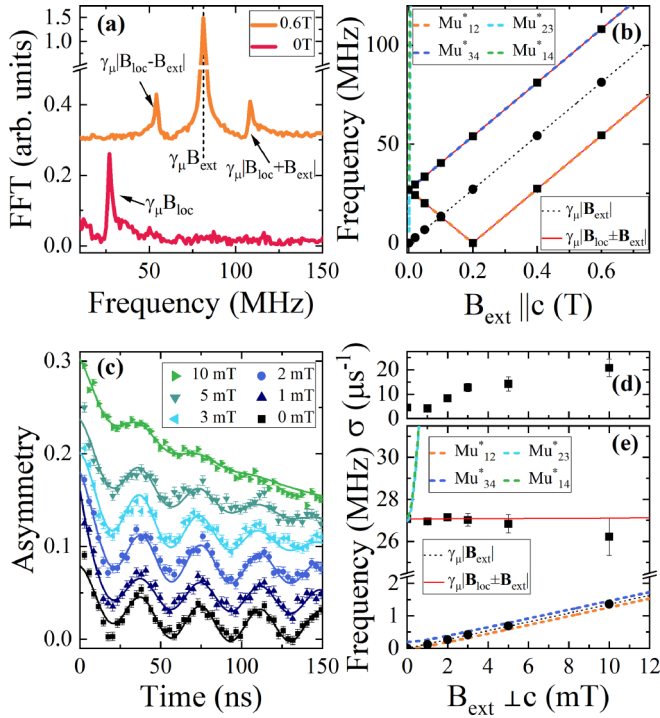 (a)
0.6T
0T
γμ|Bloc-Bext|
γμBext
γμ|Bloc+Bext|
γμBloc
FFT (arb. units)
1.5
1.0
0.4
0.2
0.0
50
100
150
Frequency (MHz)
(b)
Mu*12
Mu*23
Mu*34
Mu*14
γμ|Bext|
γμ|Bloc±Bext|
Frequency (MHz)
100
50
0
0.0
0.2
0.4
0.6
Bext ||c (T)
(c)
10 mT
2 mT
5 mT
1 mT
3 mT
0 mT
Asymmetry
0.3
0.2
0.1
0.0
0
50
100
150
Time (ns)
(d)
σ (μs-1)
20
10
0
(e)
Mu*12
Mu*23
Mu*34
Mu*14
γμ|Bext|
γμ|Bloc±Bext|
Frequency (MHz)
29
28
27
26
2
1
0
0
2
4
6
8
10
12
Bext ⊥c (mT)